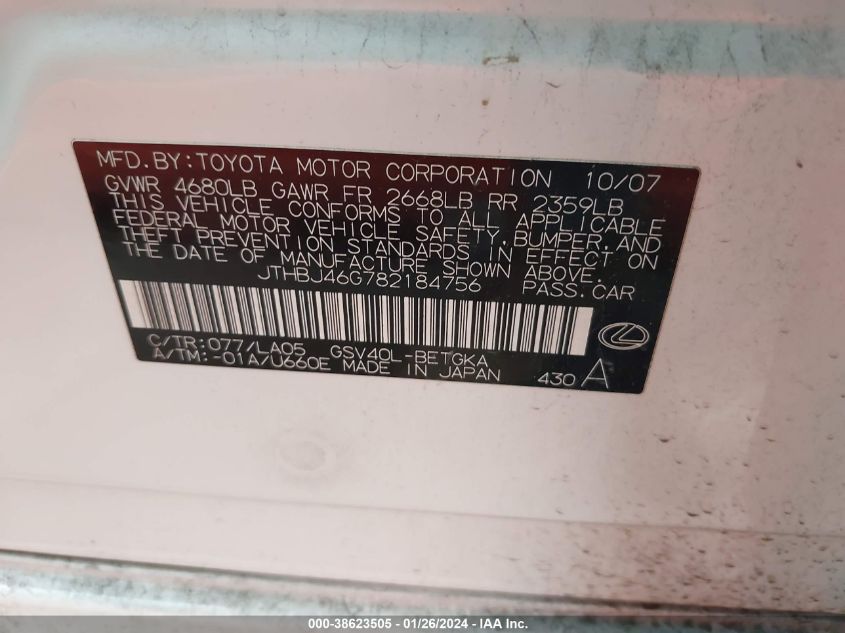 MFD.BY:TOYOTA MOTOR CORPORATION 10/07
GVWR 4680LB GAWR FR 2668LB RR 2359LB
THIS VEHICLE CONFORMS TO ALL APPLICABLE
FEDERAL MOTOR VEHICLE SAFETY,BUMPER,AND
THEFT PREVENTION STANDARDS IN EFFECT ON
THE DATE OF MANUFACTURE SHOWN ABOVE.
JTHBJ46G782184756 PASS.CAR
C/TR:077/LA05 GSV40L-BETGKA
A/TM:-01A/U660E MADE IN JAPAN 430 A
000-38623505 - 01/26/2024 - IAA Inc.